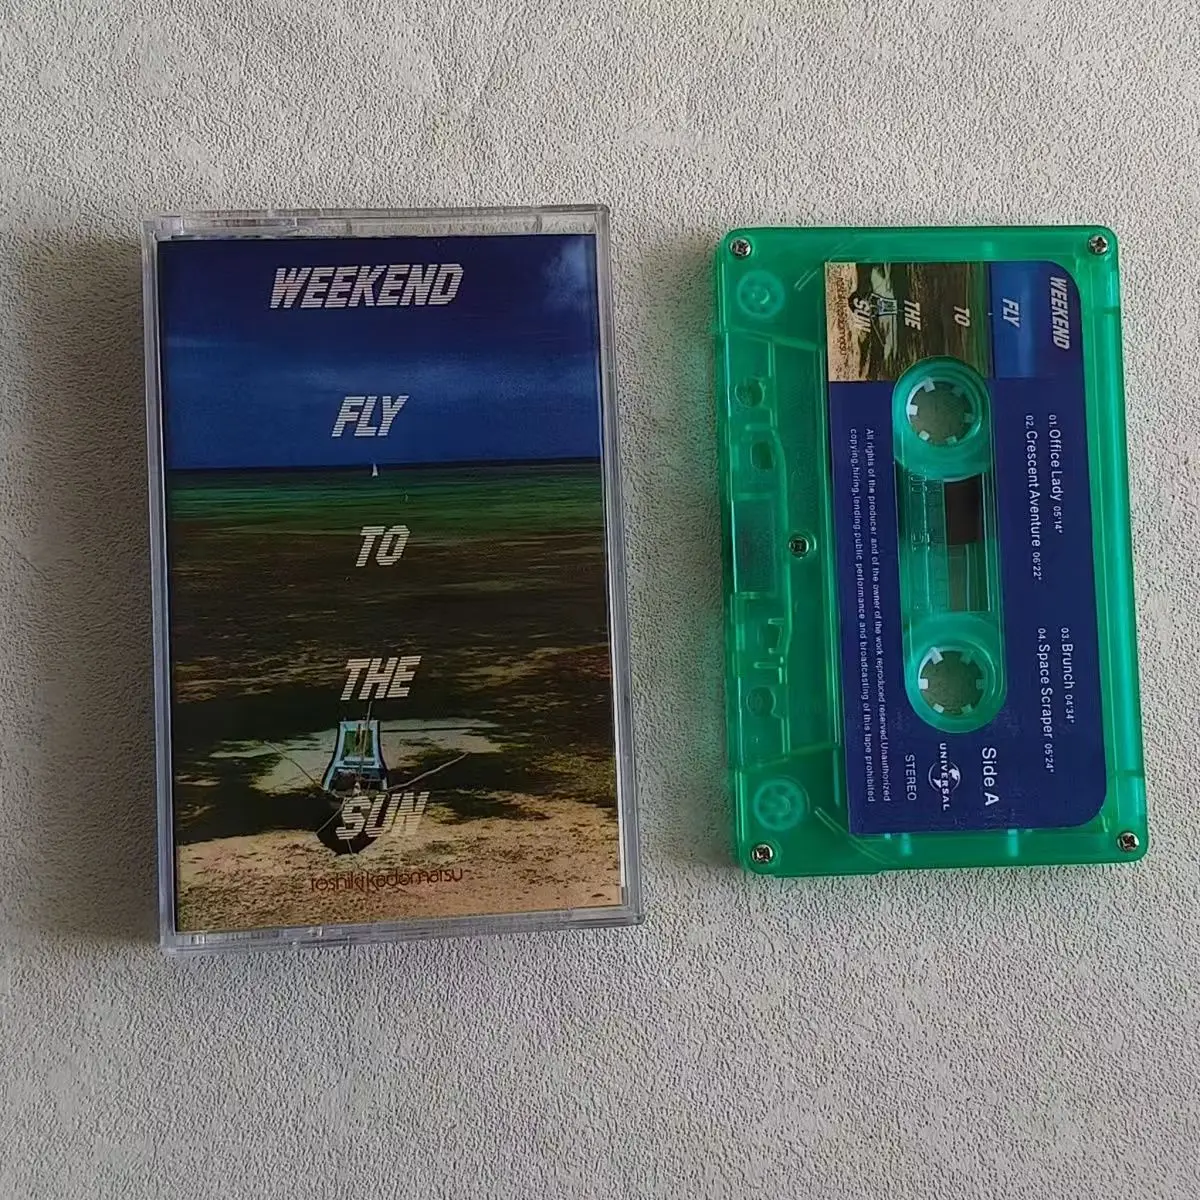 WEEKEND
FLY
TO
THE
SUN
toshiki kadomatsu
WEEKEND
FLY
TO
THE
SUN
01.Office Lady 05'14"
02.Crescent Aventure 06'22"
03.Brunch 04'34"
04.Space Scraper 05'24"
Side A
UNIVERSAL
STEREO
All rights of the producer and of the owner of the work reproduced reserved.Unauthorized
copying,hiring,lending,public performance and broadcasting of this tape prohibited